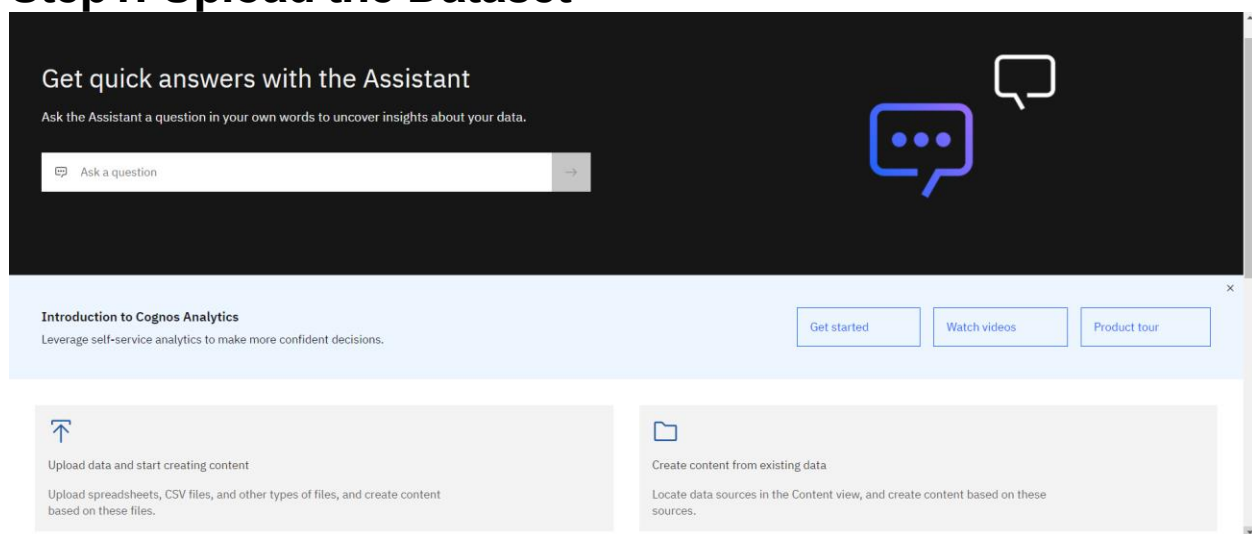 Upload the Dataset
Get quick answers with the Assistant
Ask the Assistant a question in your own words to uncover insights about your data.
Ask a question
Introduction to Cognos Analytics
Leverage self-service analytics to make more confident decisions.
Get started
Watch videos
Product tour
Upload data and start creating content
Upload spreadsheets, CSV files, and other types of files, and create content
based on these files.
Create content from existing data
Locate data sources in the Content view, and create content based on these
sources.